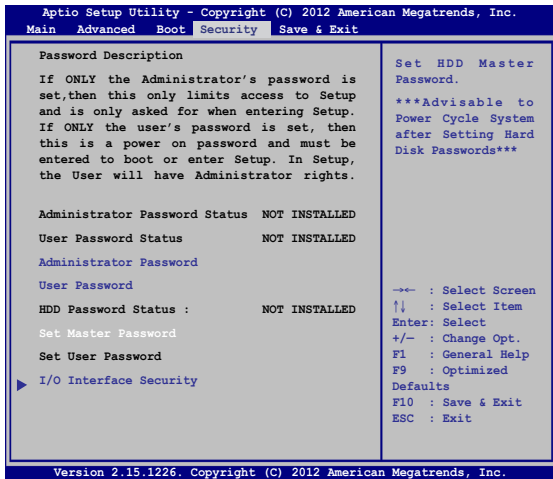 Aptio Setup Utility - Copyright (C) 2012 American Megatrends, Inc.
Main Advanced Boot Security Save & Exit
Password Description
If ONLY the Administrator's password is
set,then this only limits access to Setup
and is only asked for when entering Setup.
If ONLY the user's password is set, then
this is a power on password and must be
entered to boot or enter Setup. In Setup,
the User will have Administrator rights.
Administrator Password Status NOT INSTALLED
User Password Status NOT INSTALLED
Administrator Password
User Password
HDD Password Status : NOT INSTALLED
Set Master Password
Set User Password
I/O Interface Security
Set HDD Master
Password.
***Advisable to
Power Cycle System
after Setting Hard
Disk Passwords***
→← : Select Screen
↑↓ : Select Item
Enter: Select
+/— : Change Opt.
F1 : General Help
F9 : Optimized
Defaults
F10 : Save & Exit
ESC : Exit
Version 2.15.1226. Copyright (C) 2012 American Megatrends, Inc.